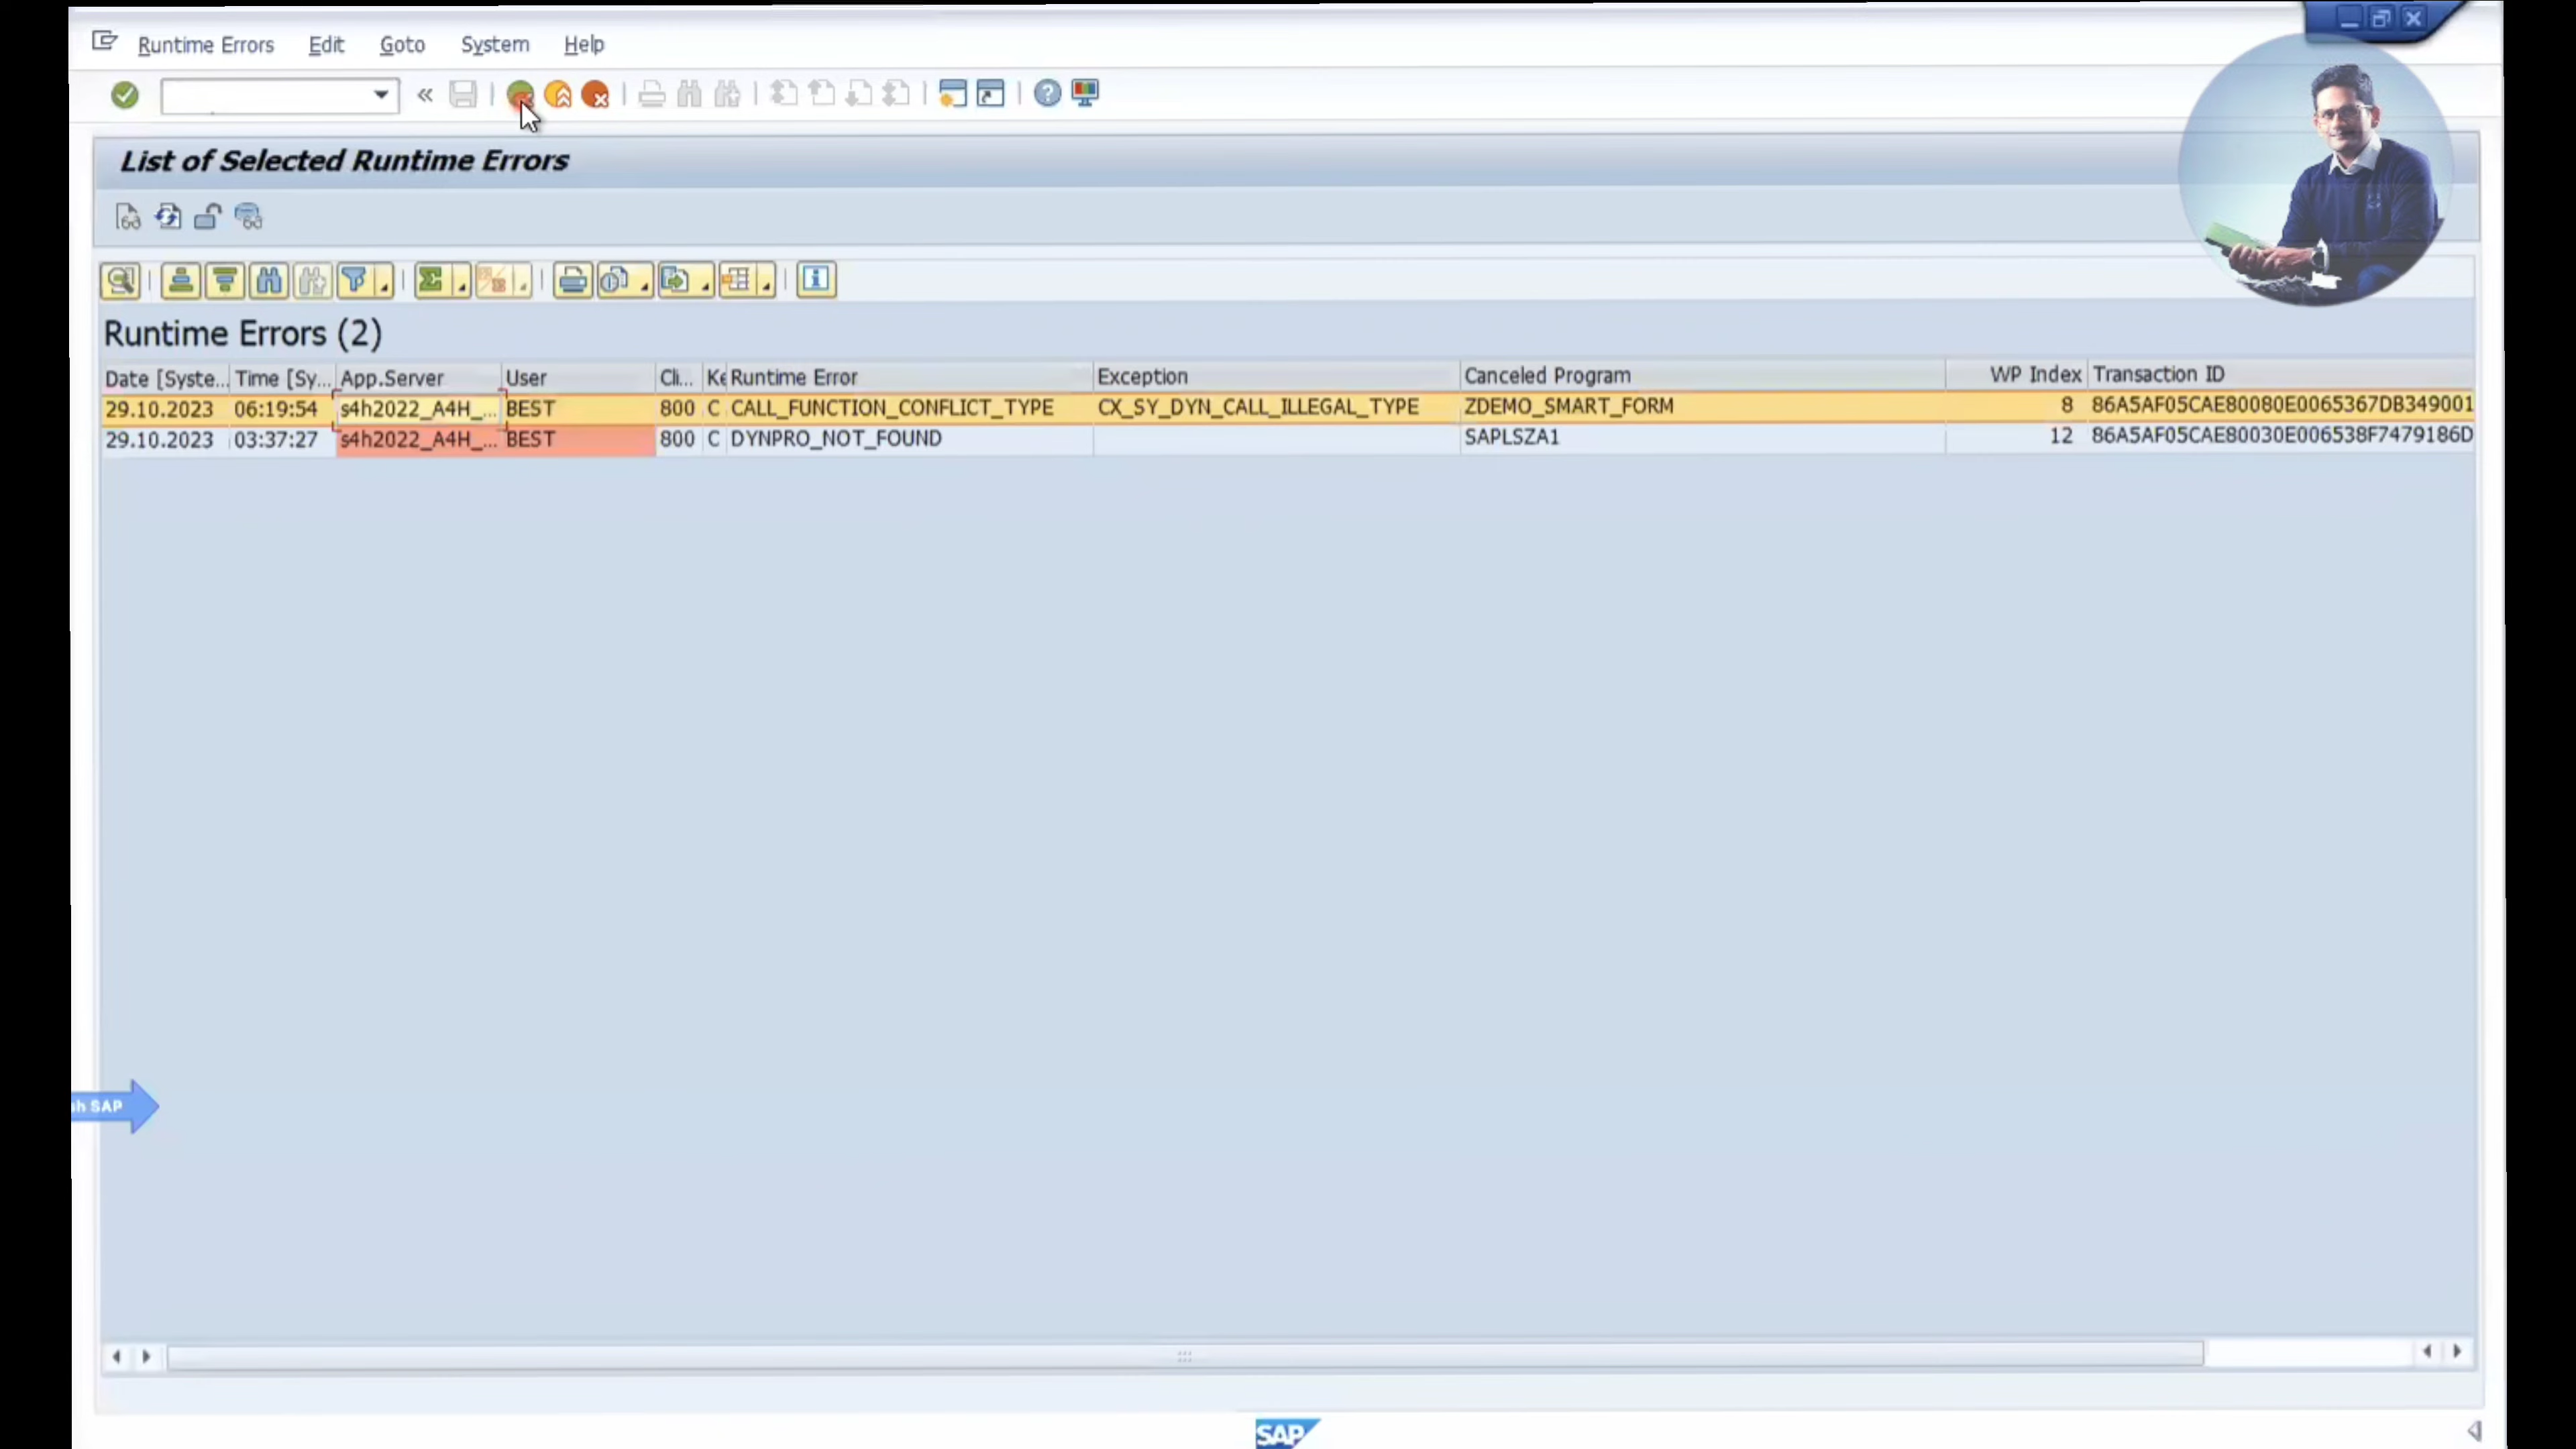 Runtime Errors Edit Goto System Help
List of Selected Runtime Errors
Runtime Errors (2)
Date [Syste... Time [Sy... App.Server User Cli... Ke Runtime Error Exception Canceled Program WP Index Transaction ID
29.10.2023 06:19:54 s4h2022_A4H_... BEST 800 C CALL_FUNCTION_CONFLICT_TYPE CX_SY_DYN_CALL_ILLEGAL_TYPE ZDEMO_SMART_FORM 8 86A5AF05CAE80080E0065367DB349001
29.10.2023 03:37:27 s4h2022_A4H_... BEST 800 C DYNPRO_NOT_FOUND SAPLSZA1 12 86A5AF05CAE80030E006538F7479186D
h SAP
SAP